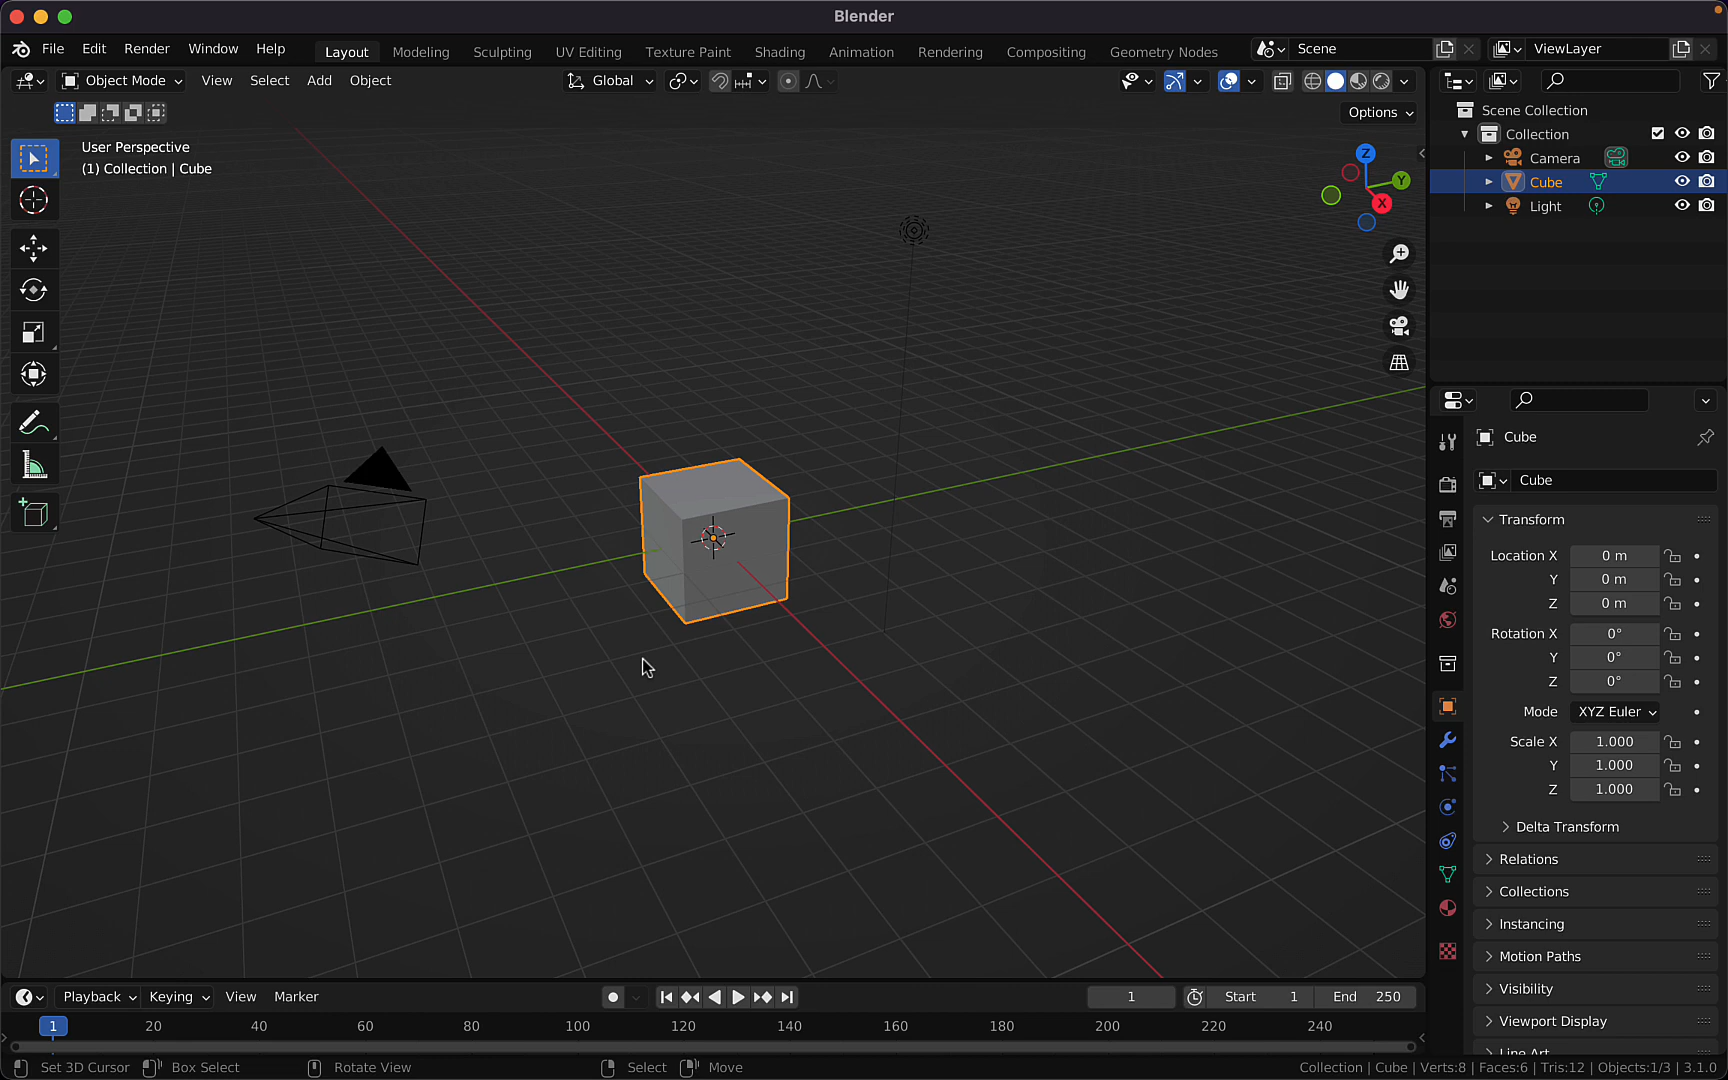 Blender
File Edit Render Window Help Layout Modeling Sculpting UV Editing Texture Paint Shading Animation Rendering Compositing Geometry Nodes Scene ViewLayer
Object Mode View Select Add Object Global
Options
User Perspective
(1) Collection | Cube
Z
Y
X
Scene Collection
Collection
Camera
Cube
Light
Cube
Cube
Transform
Location X 0 m
Y 0 m
Z 0 m
Rotation X 0°
Y 0°
Z 0°
Mode XYZ Euler
Scale X 1.000
Y 1.000
Z 1.000
Delta Transform
Relations
Collections
Instancing
Motion Paths
Visibility
Viewport Display
Line Art
Playback Keying View Marker 1 Start 1 End 250
1 20 40 60 80 100 120 140 160 180 200 220 240
Set 3D Cursor Box Select Rotate View Select Move Collection | Cube | Verts:8 | Faces:6 | Tris:12 | Objects:1/3 | 3.1.0